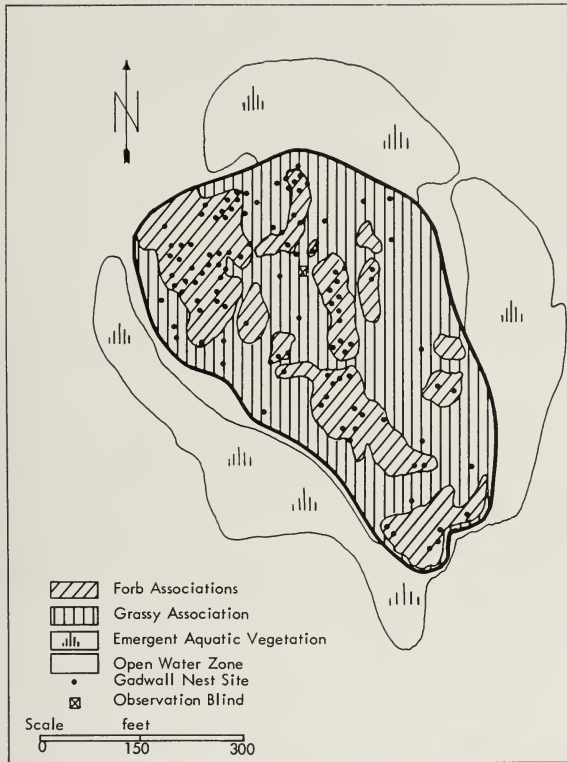 N
Forb Associations
Grassy Association
Emergent Aquatic Vegetation
Open Water Zone
Gadwall Nest Site
Observation Blind
Scale feet
0 150 300